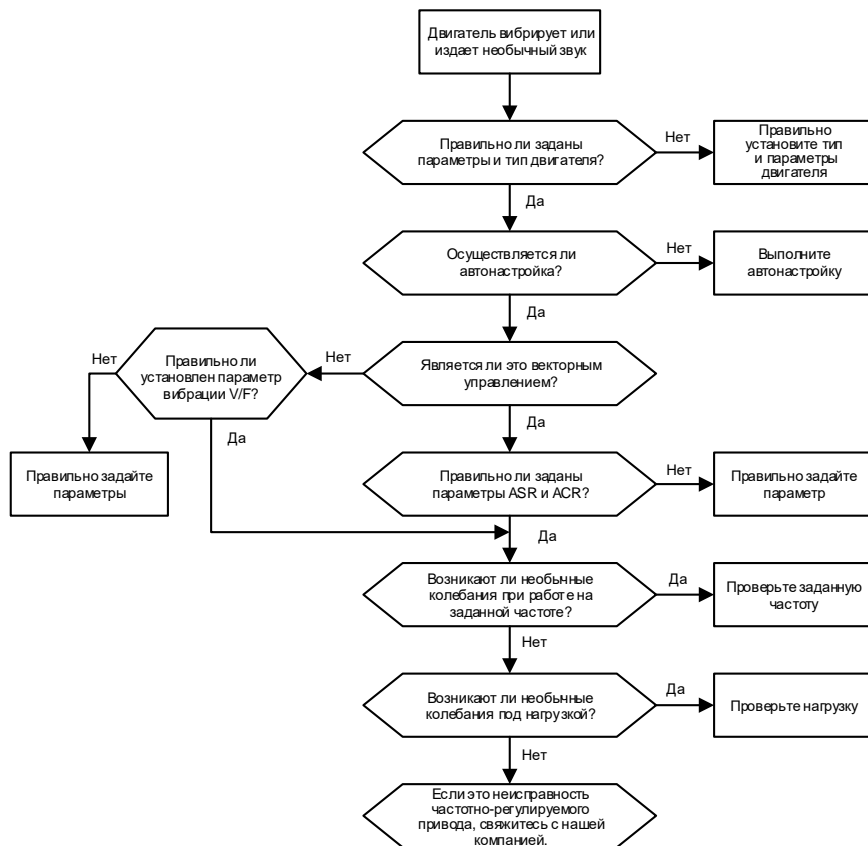 Двигатель вибрирует или
издает необычный звук
Правильно ли заданы
параметры и тип двигателя?
Нет
Правильно
установите тип
и параметры
двигателя
Да
Осуществляется ли
автонастройка?
Нет
Выполните
автонастройку
Да
Нет
Правильно ли
установлен параметр
вибрации V/F?
Нет
Является ли это векторным
управлением?
Да
Да
Правильно задайте
параметры
Правильно ли заданы
параметры ASR и ACR?
Нет
Правильно задайте
параметр
Да
Возникают ли необычные
колебания при работе на
заданной частоте?
Да
Проверьте заданную
частоту
Нет
Возникают ли необычные
колебания под нагрузкой?
Да
Проверьте нагрузку
Нет
Если это неисправность
частотно-регулируемого
привода, свяжитесь с нашей
компанией.